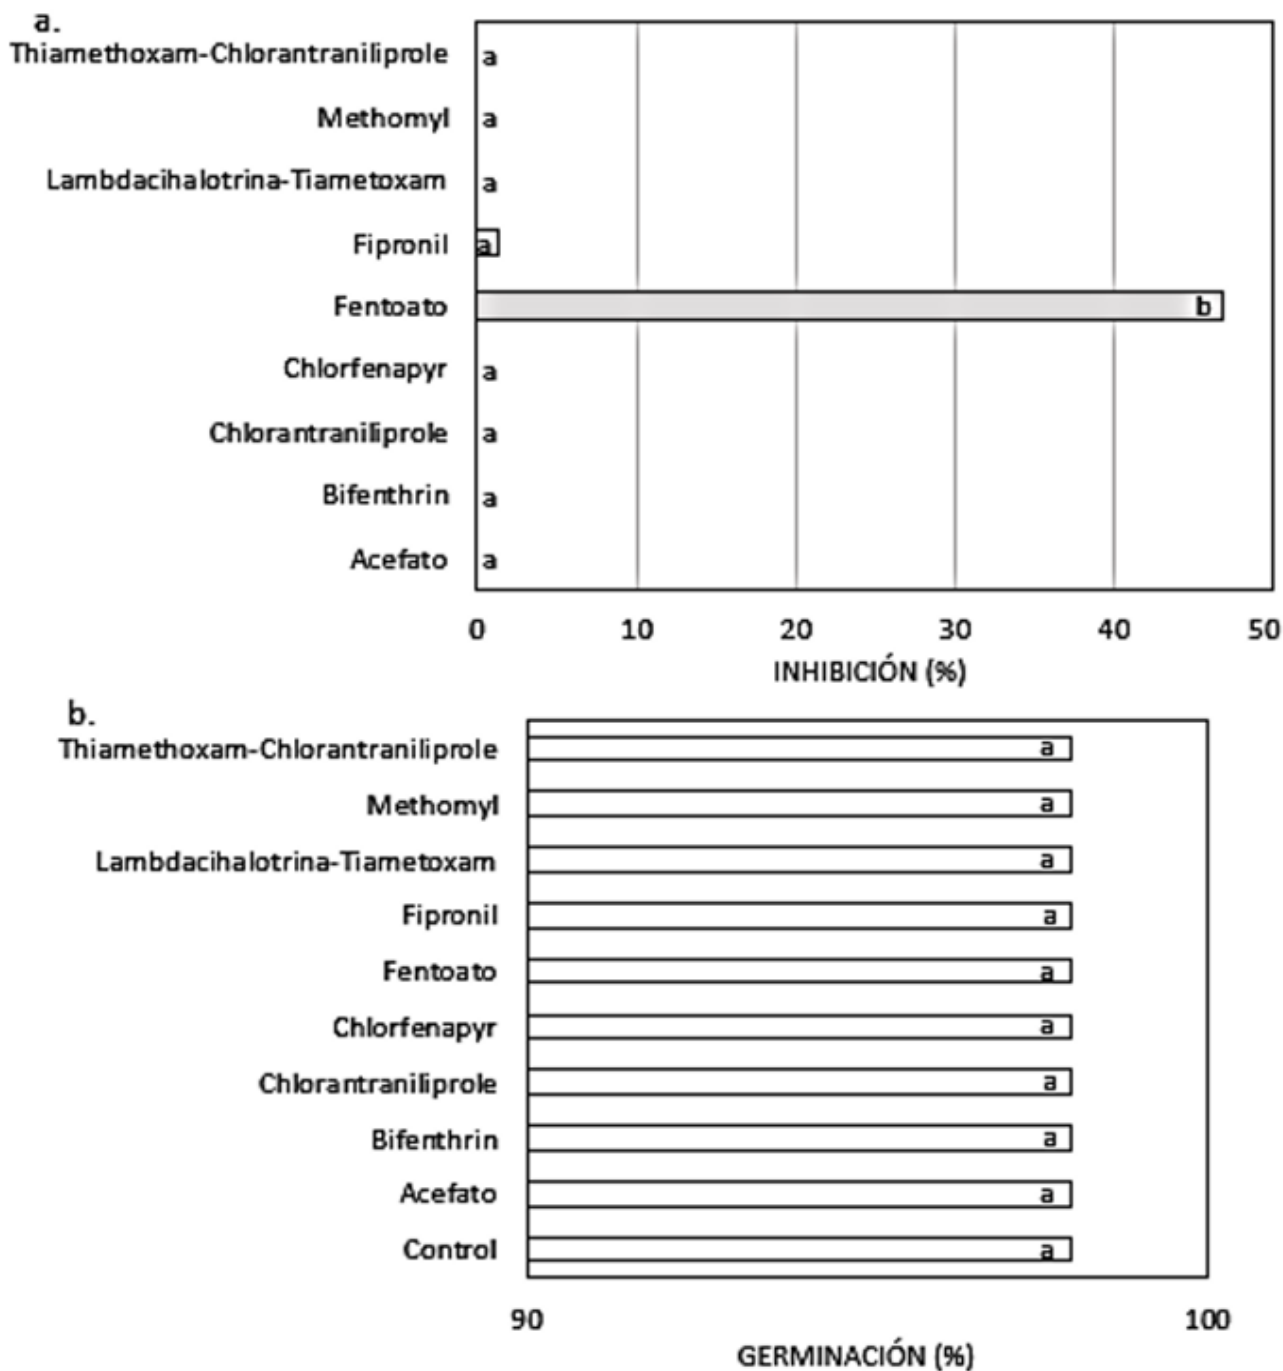 a.
Thiamethoxam-Chlorantraniliprole a
Methomyl a
Lambdacihalotrina-Tiametoxam a
Fipronil a
Fentoato b
Chlorfenapyr a
Chlorantraniliprole a
Bifenthrin a
Acefato a
0 10 20 30 40 50
INHIBICIÓN (%)
b.
Thiamethoxam-Chlorantraniliprole a
Methomyl a
Lambdacihalotrina-Tiametoxam a
Fipronil a
Fentoato a
Chlorfenapyr a
Chlorantraniliprole a
Bifenthrin a
Acefato a
Control a
90 100
GERMINACIÓN (%)